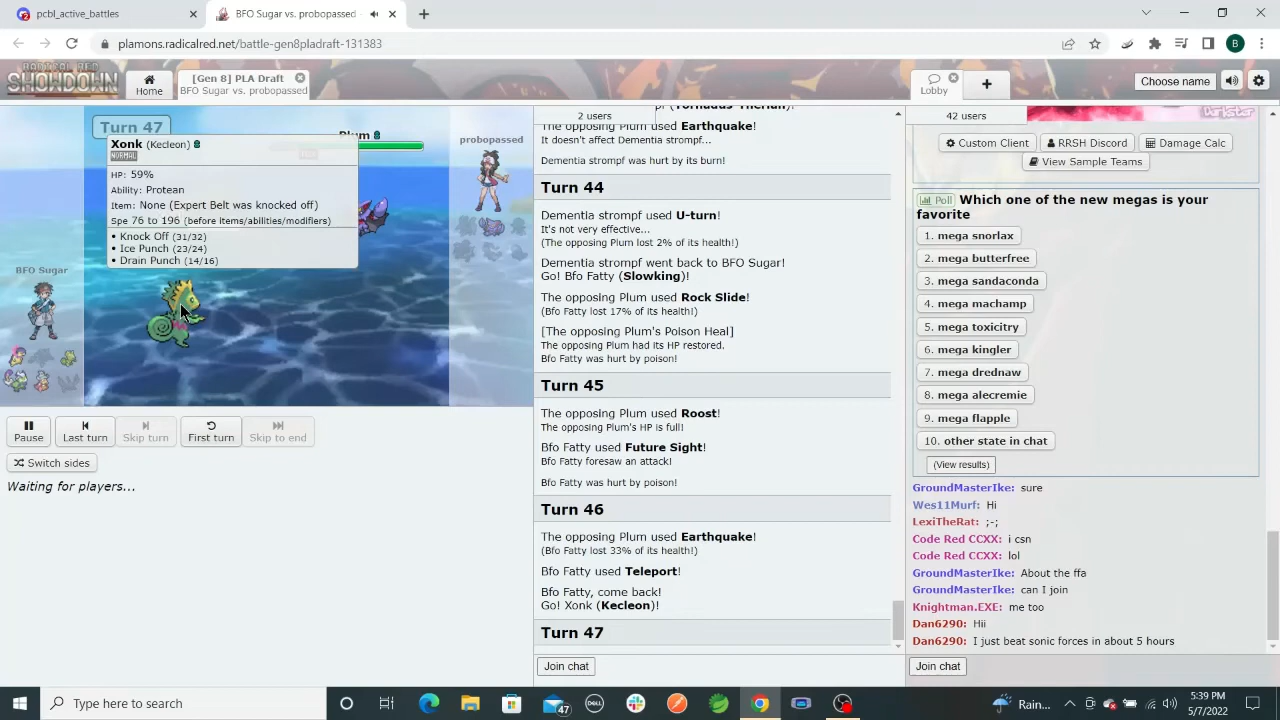 pcbl_active_battles
BFO Sugar vs. probopassed
plamons.radicalred.net/battle-gen8pladraft-131383
B
RADICAL RED
SHOWDOWN
Home
[Gen 8] PLA Draft
BFO Sugar vs. probopassed
Lobby
Choose name
Turn 47
Plum
Xonk (Kecleon)
NORMAL
HP: 59%
Ability: Protean
Item: None (Expert Belt was knocked off)
Spe 76 to 196 (before items/abilities/modifiers)
• Knock Off (31/32)
• Ice Punch (23/24)
• Drain Punch (14/16)
BFO Sugar
probopassed
Pause
Last turn
Skip turn
First turn
Skip to end
Switch sides
Waiting for players...
2 users
The opposing Plum used Earthquake!
It doesn't affect Dementia strompf...
Dementia strompf was hurt by its burn!
Turn 44
Dementia strompf used U-turn!
It's not very effective...
(The opposing Plum lost 2% of its health!)
Dementia strompf went back to BFO Sugar!
Go! Bfo Fatty (Slowking)!
The opposing Plum used Rock Slide!
(Bfo Fatty lost 17% of its health!)
[The opposing Plum's Poison Heal]
The opposing Plum had its HP restored.
Bfo Fatty was hurt by poison!
Turn 45
The opposing Plum used Roost!
The opposing Plum's HP is full!
Bfo Fatty used Future Sight!
Bfo Fatty foresaw an attack!
Bfo Fatty was hurt by poison!
Turn 46
The opposing Plum used Earthquake!
(Bfo Fatty lost 33% of its health!)
Bfo Fatty used Teleport!
Bfo Fatty, come back!
Go! Xonk (Kecleon)!
Turn 47
Join chat
42 users
Darkster
Custom Client
RRSH Discord
Damage Calc
View Sample Teams
Poll Which one of the new megas is your
favorite
1. mega snorlax
2. mega butterfree
3. mega sandaconda
4. mega machamp
5. mega toxicitry
6. mega kingler
7. mega drednaw
8. mega alecremie
9. mega flapple
10. other state in chat
(View results)
GroundMasterIke: sure
Wes11Murf: Hi
LexiTheRat: ;-;
Code Red CCXX: i csn
Code Red CCXX: lol
GroundMasterIke: About the ffa
GroundMasterIke: can I join
Knightman.EXE: me too
Dan6290: Hii
Dan6290: I just beat sonic forces in about 5 hours
Join chat
Type here to search
47
DELL
Rain...
5:39 PM
5/7/2022